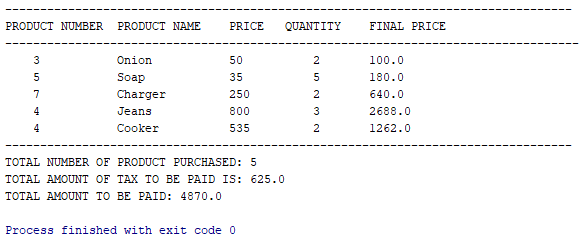 --------------------------------------------------------------------------------
PRODUCT NUMBER  PRODUCT NAME    PRICE   QUANTITY    FINAL PRICE
--------------------------------------------------------------------------------
3    Onion    50    2    100.0
5    Soap    35    5    180.0
7    Charger    250    2    640.0
4    Jeans    800    3    2688.0
4    Cooker    535    2    1262.0
--------------------------------------------------------------------------------
TOTAL NUMBER OF PRODUCT PURCHASED: 5
TOTAL AMOUNT OF TAX TO BE PAID IS: 625.0
TOTAL AMOUNT TO BE PAID: 4870.0
Process finished with exit code 0